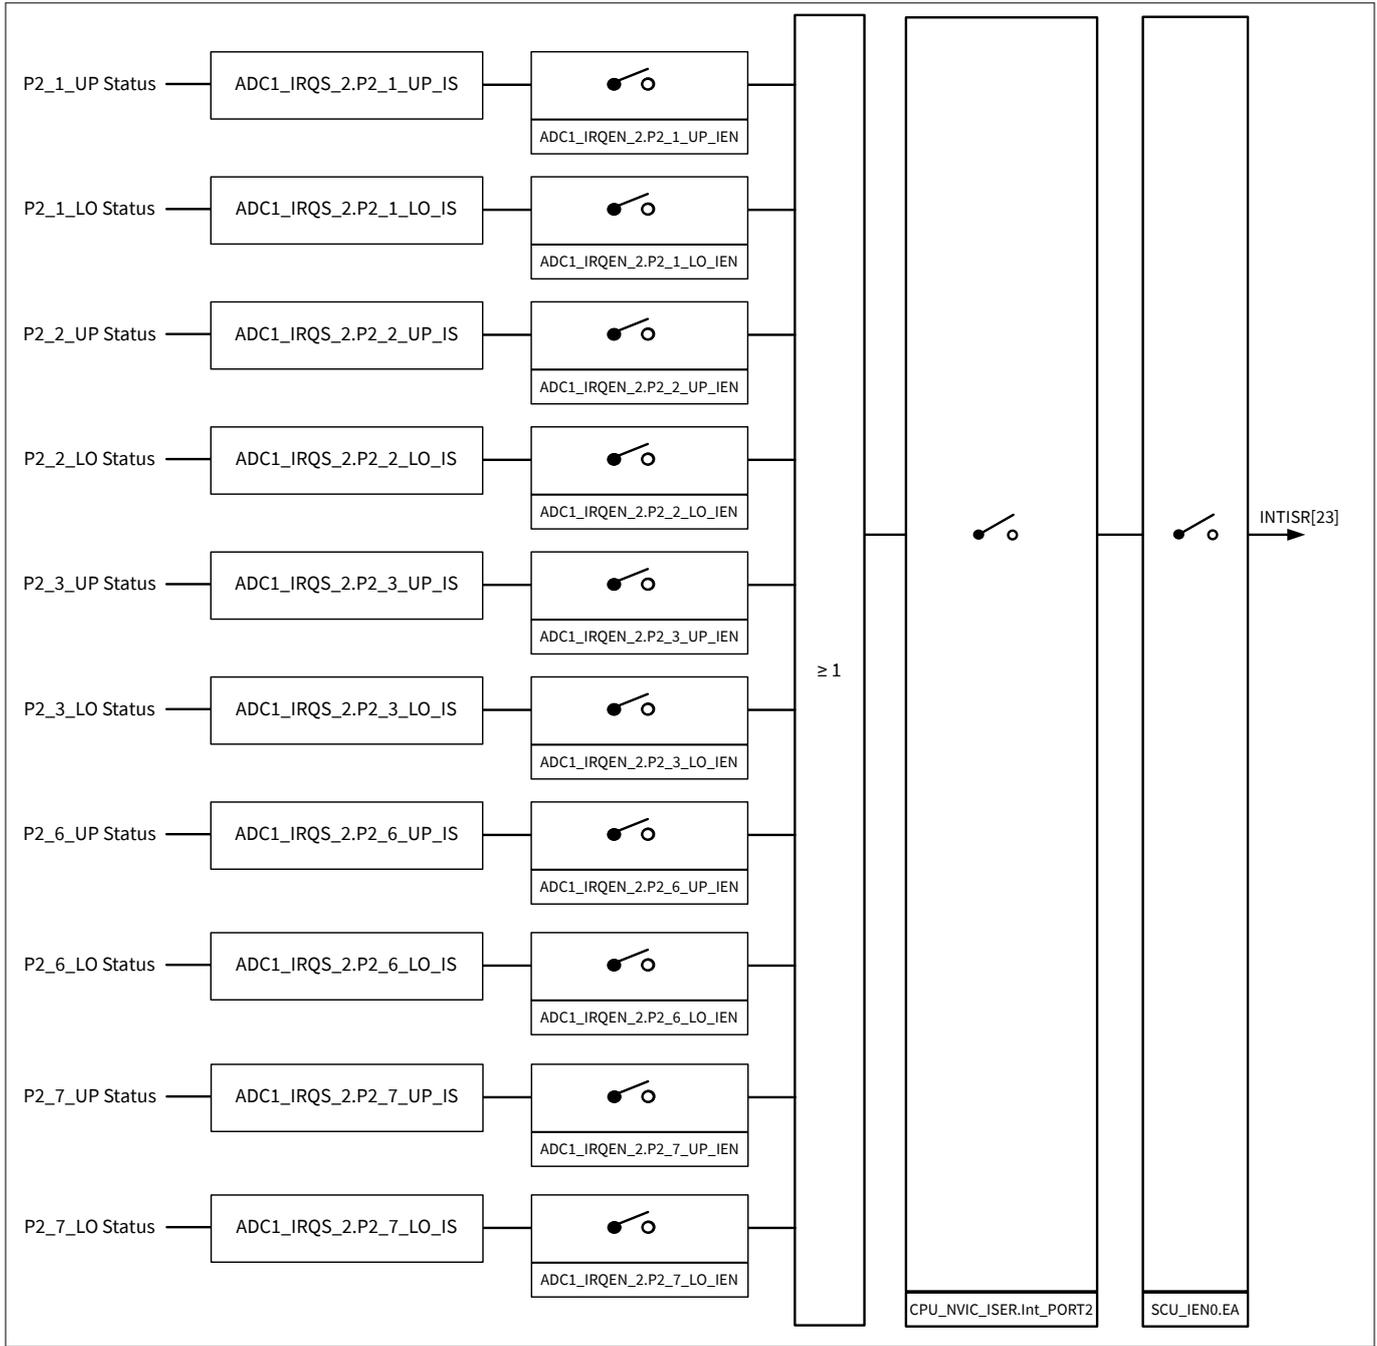 P2_1_UP Status
ADC1_IRQS_2.P2_1_UP_IS
ADC1_IRQEN_2.P2_1_UP_IEN
P2_1_LO Status
ADC1_IRQS_2.P2_1_LO_IS
ADC1_IRQEN_2.P2_1_LO_IEN
P2_2_UP Status
ADC1_IRQS_2.P2_2_UP_IS
ADC1_IRQEN_2.P2_2_UP_IEN
P2_2_LO Status
ADC1_IRQS_2.P2_2_LO_IS
ADC1_IRQEN_2.P2_2_LO_IEN
INTISR[23]
P2_3_UP Status
ADC1_IRQS_2.P2_3_UP_IS
ADC1_IRQEN_2.P2_3_UP_IEN
≥ 1
P2_3_LO Status
ADC1_IRQS_2.P2_3_LO_IS
ADC1_IRQEN_2.P2_3_LO_IEN
P2_6_UP Status
ADC1_IRQS_2.P2_6_UP_IS
ADC1_IRQEN_2.P2_6_UP_IEN
P2_6_LO Status
ADC1_IRQS_2.P2_6_LO_IS
ADC1_IRQEN_2.P2_6_LO_IEN
P2_7_UP Status
ADC1_IRQS_2.P2_7_UP_IS
ADC1_IRQEN_2.P2_7_UP_IEN
P2_7_LO Status
ADC1_IRQS_2.P2_7_LO_IS
ADC1_IRQEN_2.P2_7_LO_IEN
CPU_NVIC_ISER.Int_PORT2
SCU_IEN0.EA